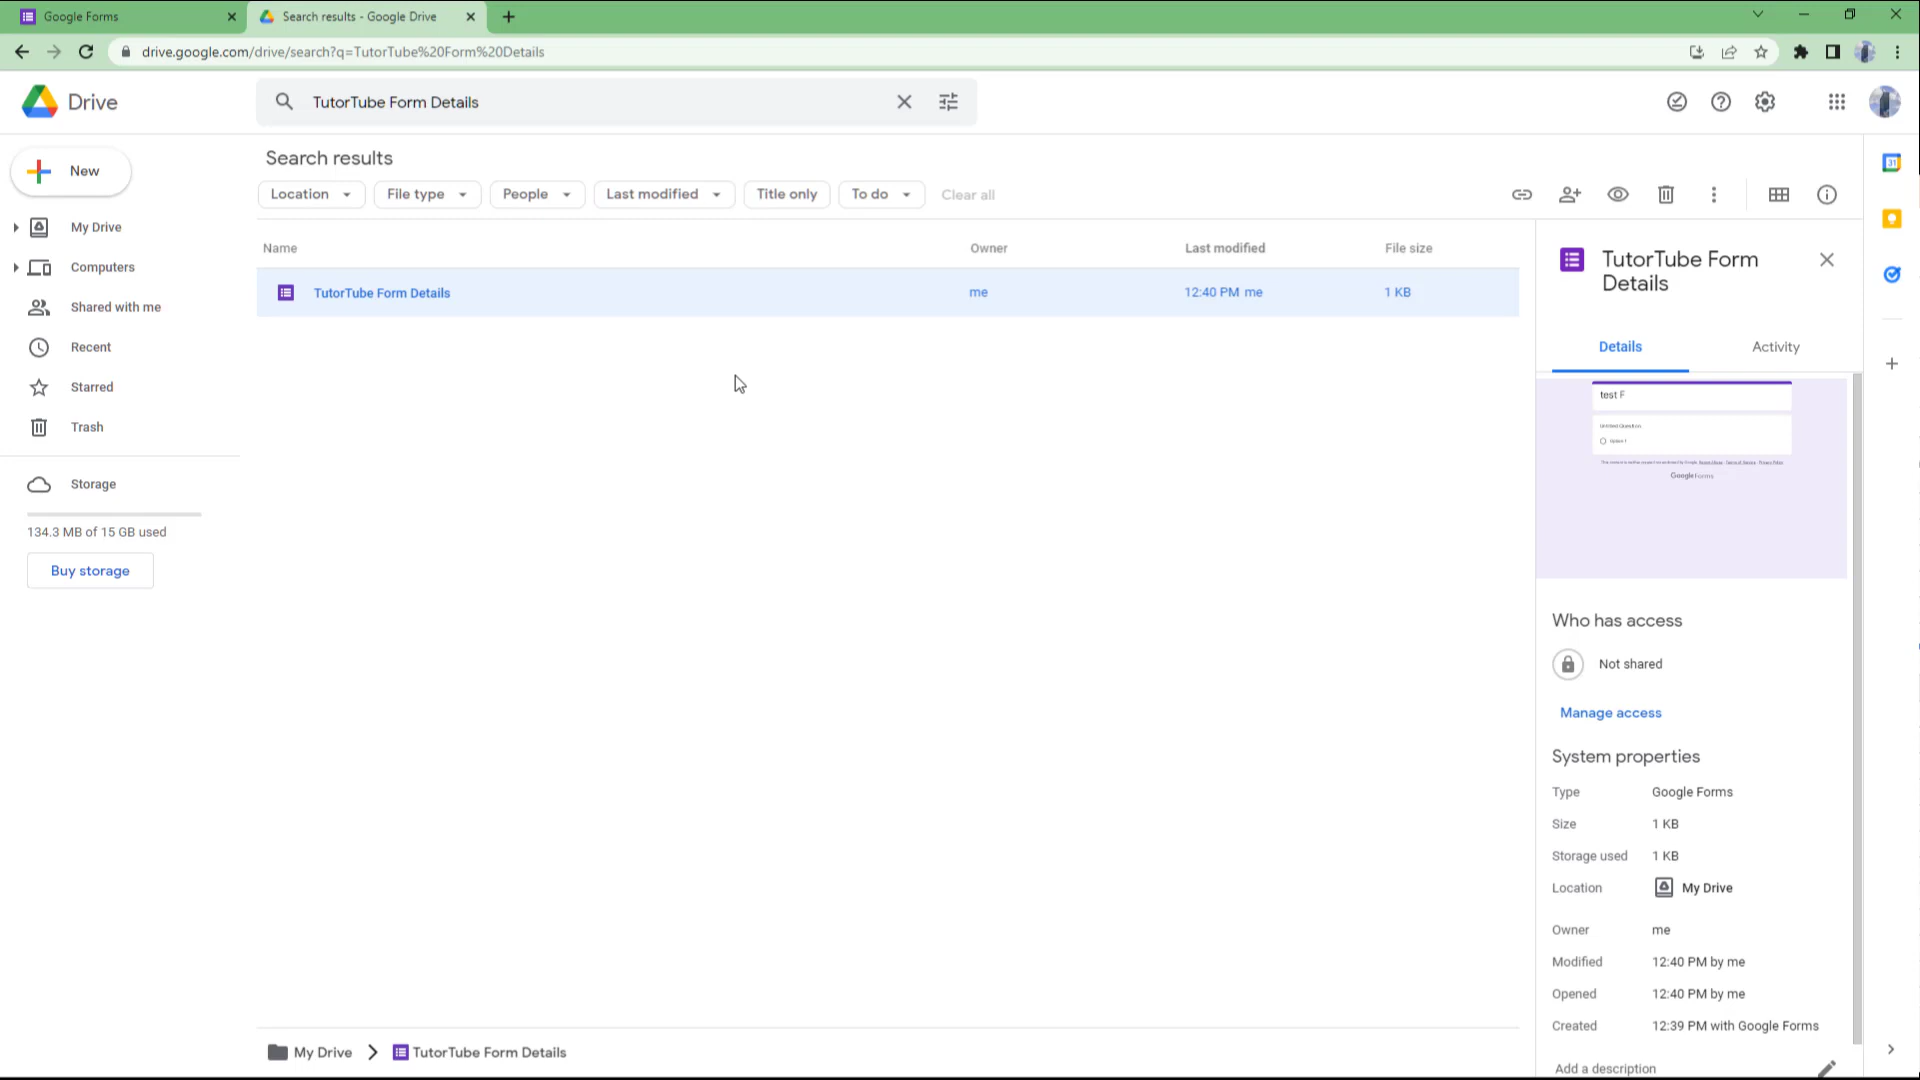 Google Forms
Search results - Google Drive
drive.google.com/drive/search?q=TutorTube%20Form%20Details
Drive
TutorTube Form Details
New
Search results
Location
File type
People
Last modified
Title only
To do
Clear all
My Drive
Computers
Shared with me
Recent
Starred
Trash
Storage
134.3 MB of 15 GB used
Buy storage
Name Owner Last modified File size
TutorTube Form Details me 12:40 PM me 1 KB
My Drive
TutorTube Form Details
TutorTube Form
Details
Details Activity
test F
Untitled Question
Option 1
Google Forms
Who has access
Not shared
Manage access
System properties
Type Google Forms
Size 1 KB
Storage used 1 KB
Location My Drive
Owner me
Modified 12:40 PM by me
Opened 12:40 PM by me
Created 12:39 PM with Google Forms
Add a description
31